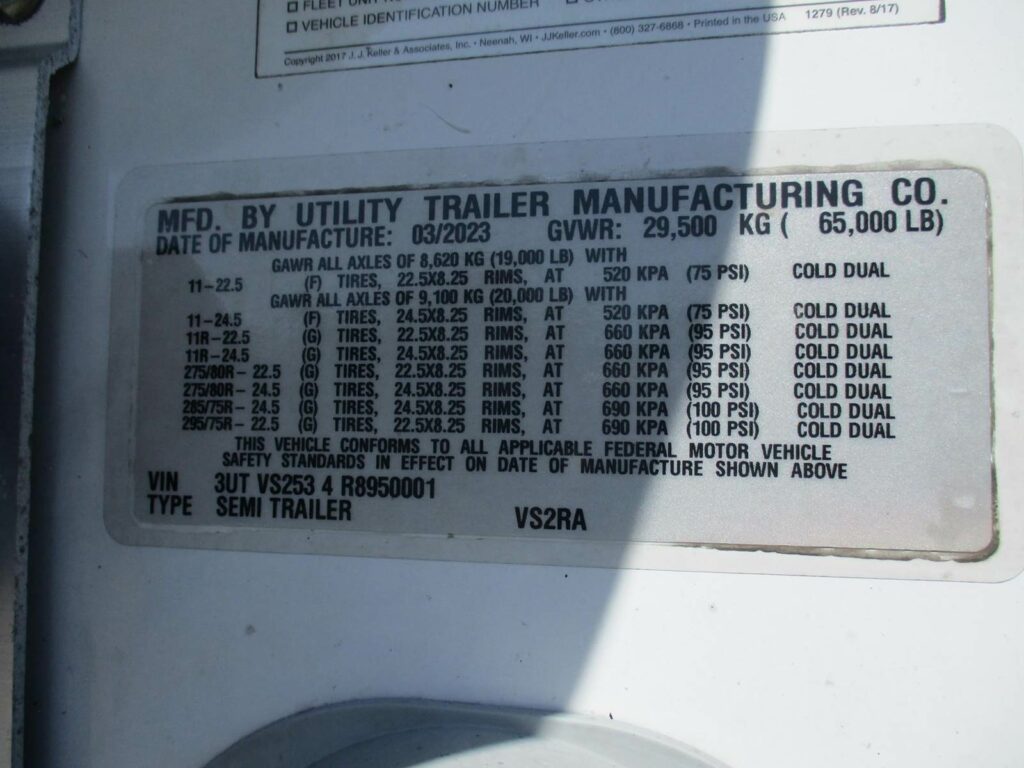 □ FLEET UNIT
□ VEHICLE IDENTIFICATION NUMBER □
Copyright 2017 J. J. Keller & Associates, Inc. • Neenah, WI • JJKeller.com • (800) 327-6868 • Printed in the USA 1279 (Rev. 8/17)
MFD. BY UTILITY TRAILER MANUFACTURING CO.
DATE OF MANUFACTURE: 03/2023 GVWR: 29,500 KG ( 65,000 LB)
GAWR ALL AXLES OF 8,620 KG (19,000 LB) WITH
11-22.5 (F) TIRES, 22.5X8.25 RIMS, AT 520 KPA (75 PSI) COLD DUAL
GAWR ALL AXLES OF 9,100 KG (20,000 LB) WITH
11-24.5 (F) TIRES, 24.5X8.25 RIMS, AT 520 KPA (75 PSI) COLD DUAL
11R-22.5 (G) TIRES, 22.5X8.25 RIMS, AT 660 KPA (95 PSI) COLD DUAL
11R-24.5 (G) TIRES, 24.5X8.25 RIMS, AT 660 KPA (95 PSI) COLD DUAL
275/80R- 22.5 (G) TIRES, 22.5X8.25 RIMS, AT 660 KPA (95 PSI) COLD DUAL
275/80R- 24.5 (G) TIRES, 24.5X8.25 RIMS, AT 660 KPA (95 PSI) COLD DUAL
285/75R- 24.5 (G) TIRES, 24.5X8.25 RIMS, AT 690 KPA (100 PSI) COLD DUAL
295/75R- 22.5 (G) TIRES, 22.5X8.25 RIMS, AT 690 KPA (100 PSI) COLD DUAL
THIS VEHICLE CONFORMS TO ALL APPLICABLE FEDERAL MOTOR VEHICLE
SAFETY STANDARDS IN EFFECT ON DATE OF MANUFACTURE SHOWN ABOVE
VIN 3UT VS253 4 R8950001
TYPE SEMI TRAILER VS2RA